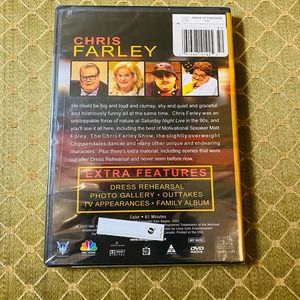 CHRIS
FARLEY
He could be big and loud and clumsy, shy and quiet and graceful,
and hilariously funny all at the same time. Chris Farley was an
unstoppable force of nature at Saturday Night Live in the 90s, and
you'll see it all here, including the best of Motivational Speaker Matt
Foley, The Chris Farley Show, the slightly overweight
Chippendales dancer and many other unique and endearing
characters. Plus there's extra material, including scenes that were
cut after Dress Rehearsal and never seen before now.
EXTRA FEATURES
DRESS REHEARSAL
PHOTO GALLERY • OUTTAKES
TV APPEARANCES • FAMILY ALBUM
Color • 61 Minutes
NBC
DVD